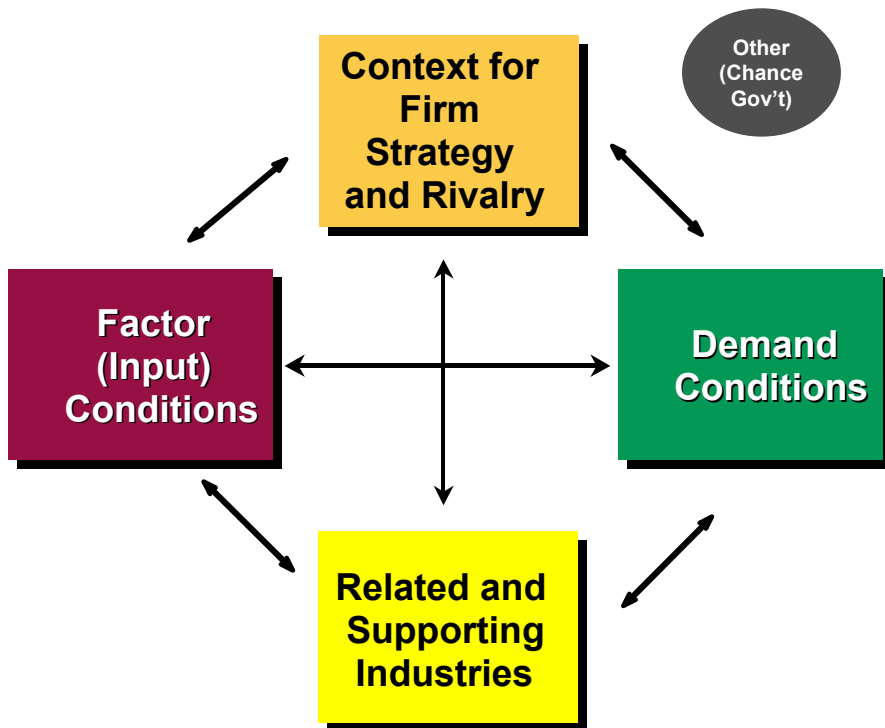 Context for
Firm
Strategy
and Rivalry
Other
(Chance
Gov't)
Factor
(Input)
Conditions
Demand
Conditions
Related and
Supporting
Industries